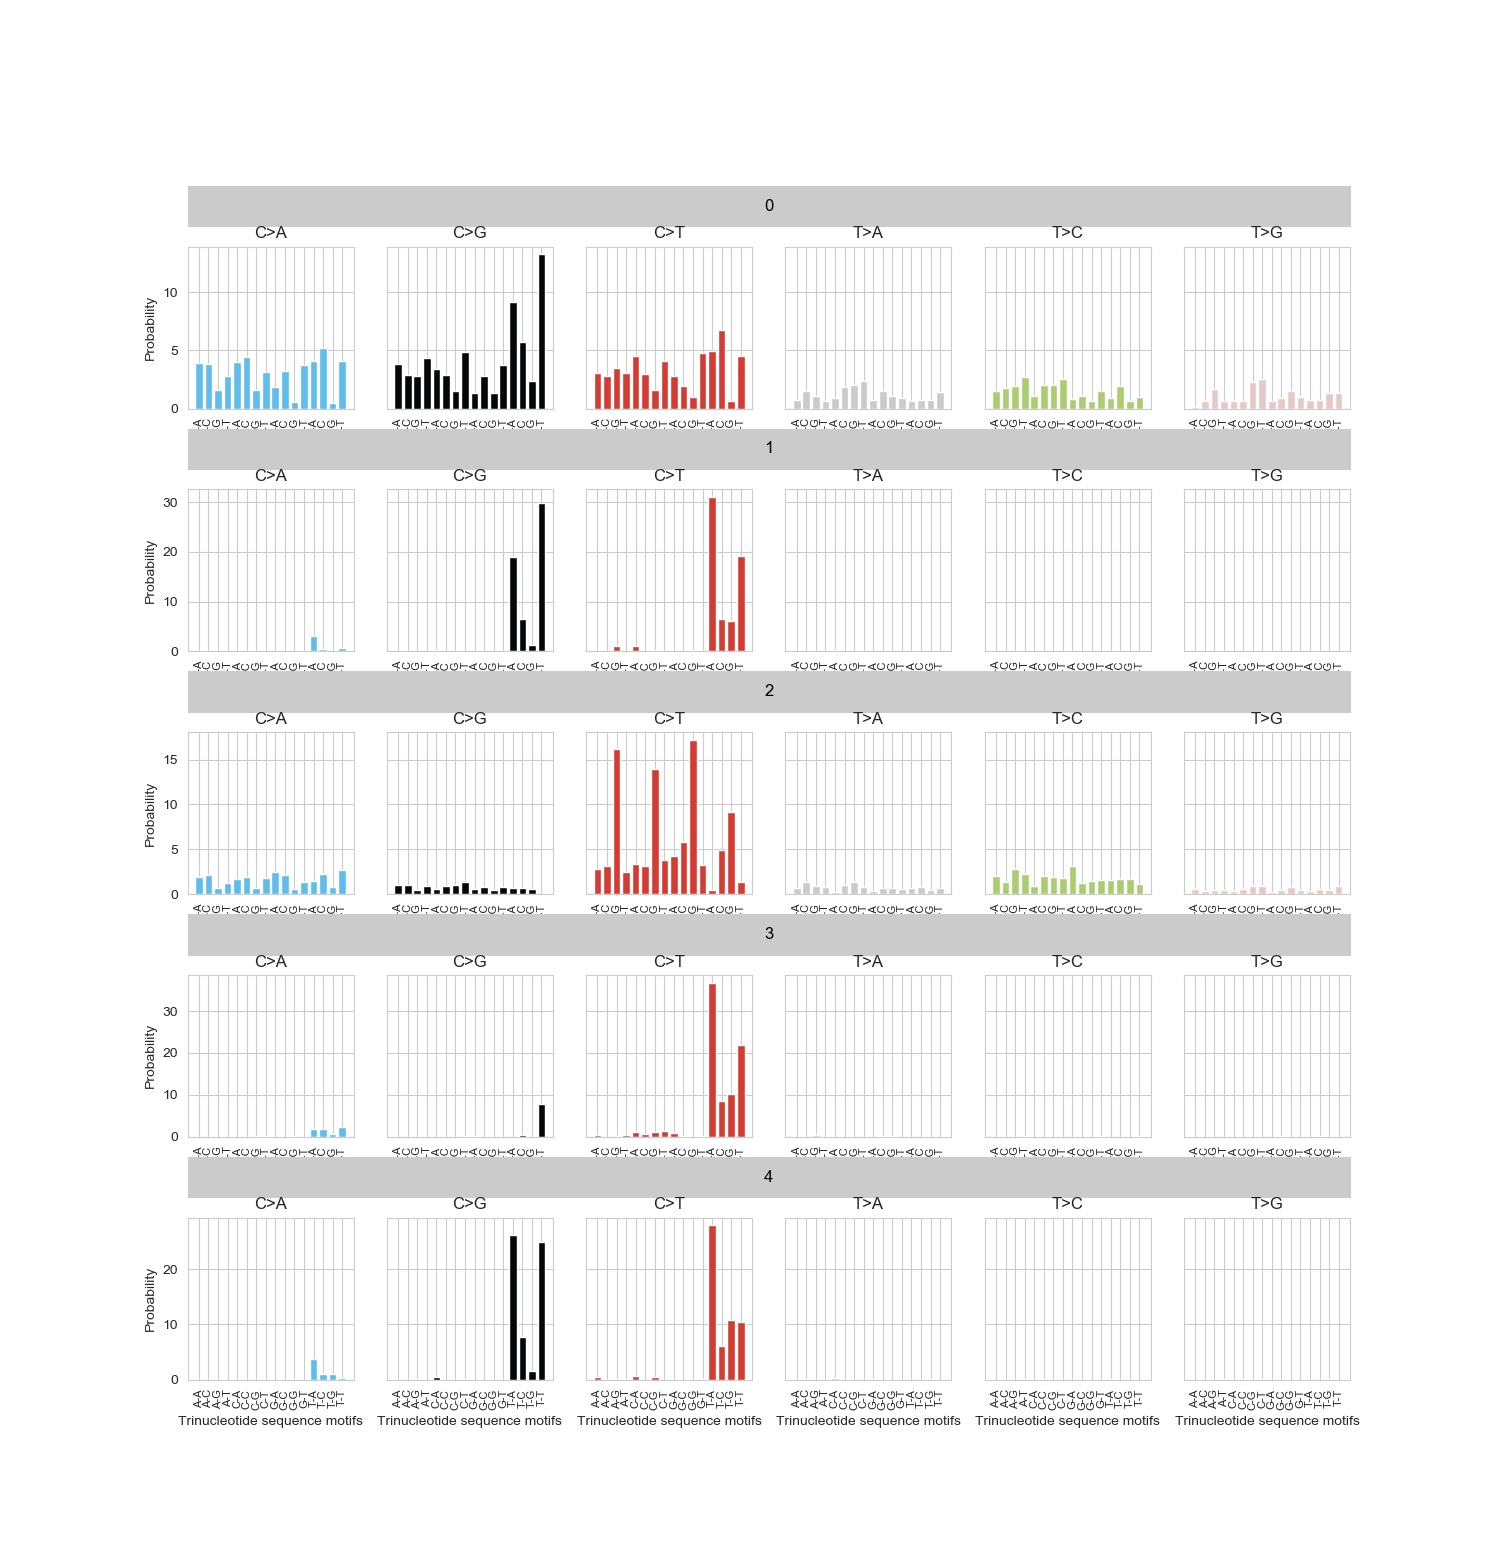 0
C>A C>G C>T T>A T>C T>G
Probability
10
5
0
1
C>A C>G C>T T>A T>C T>G
Probability
30
20
10
0
2
C>A C>G C>T T>A T>C T>G
Probability
15
10
5
0
3
C>A C>G C>T T>A T>C T>G
Probability
30
20
10
0
4
C>A C>G C>T T>A T>C T>G
Probability
20
10
0
A-A A-C A-G A-T C-A C-C C-G C-T G-A G-C G-G G-T T-A T-C T-G T-T
A-A A-C A-G A-T C-A C-C C-G C-T G-A G-C G-G G-T T-A T-C T-G T-T
A-A A-C A-G A-T C-A C-C C-G C-T G-A G-C G-G G-T T-A T-C T-G T-T
A-A A-C A-G A-T C-A C-C C-G C-T G-A G-C G-G G-T T-A T-C T-G T-T
A-A A-C A-G A-T C-A C-C C-G C-T G-A G-C G-G G-T T-A T-C T-G T-T
A-A A-C A-G A-T C-A C-C C-G C-T G-A G-C G-G G-T T-A T-C T-G T-T
Trinucleotide sequence motifs Trinucleotide sequence motifs Trinucleotide sequence motifs Trinucleotide sequence motifs Trinucleotide sequence motifs Trinucleotide sequence motifs